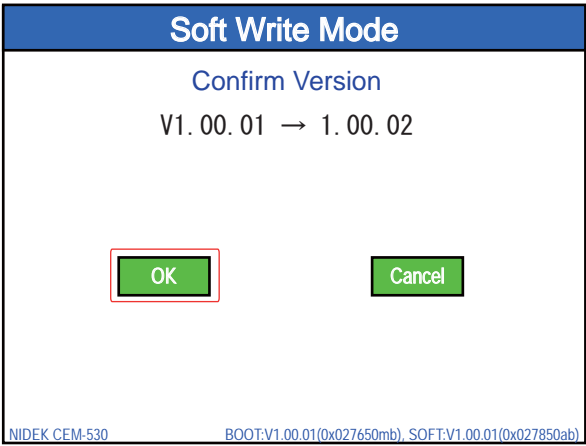 Soft Write Mode
Confirm Version
V1.00.01 → 1.00.02
OK Cancel
NIDEK CEM-530 BOOT:V1.00.01(0x027650mb), SOFT:V1.00.01(0x027850ab)